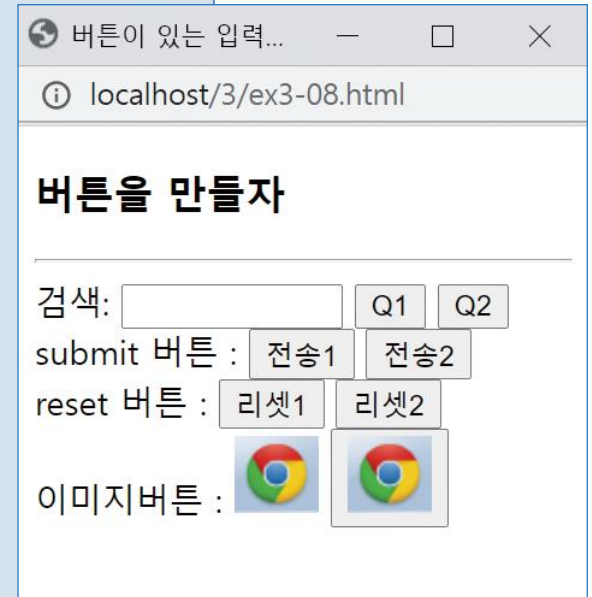 버튼이 있는 입력...
localhost/3/ex3-08.html
버튼을 만들자
검색: Q1 Q2
submit 버튼 : 전송1 전송2
reset 버튼 : 리셋1 리셋2
이미지버튼 :